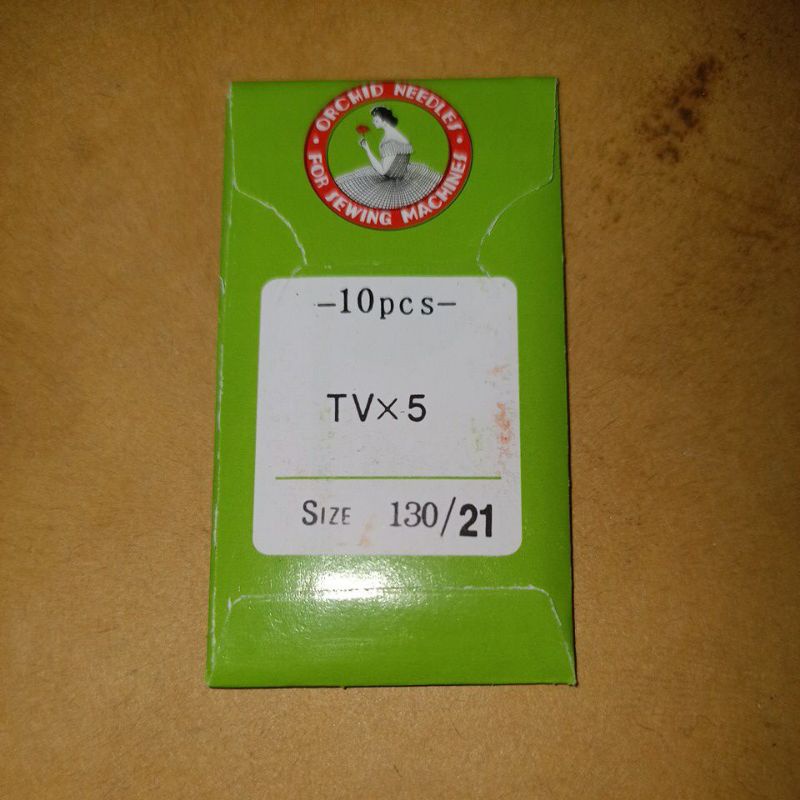 ORCHID NEEDLES
FOR SEWING MACHINES
-10pcs-
TV×5
SIZE 130/21